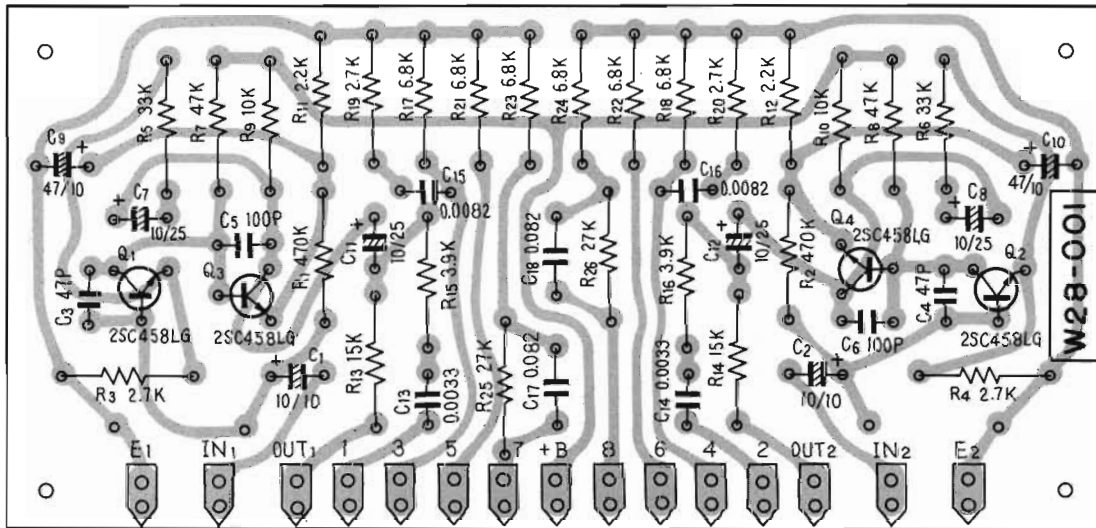 R5 33K
R7 47K
R9 10K
R11 2.2K
R19 2.7K
R17 6.8K
R21 6.8K
R23 6.8K
R24 6.8K
R22 6.8K
R18 6.8K
R20 2.7K
R12 2.2K
R10 10K
R8 47K
R6 33K
C9
+
47/10
C10
+
47/10
C7
+
10/25
C5 100P
C15
0.0082
C16
0.0082
C8
+
10/25
Q1
Q3
C3 47P
2SC458LG
2SC458LG
R1 470K
C11
+
10/25
R15 3.9K
C18 0.082
R26 27K
R16 3.9K
C12
+
10/25
R2 470K
Q4
2SC458LG
C4 47P
Q2
2SC458LG
C6 100P
W28-001
R3 2.7K
C1
+
10/10
R13 15K
C13
0.0033
R25 27K
C17 0.082
C14 0.0033
R14 15K
C2
+
10/10
R4 2.7K
E1 IN1 OUT1 1 3 5 7 +B 8 6 4 2 OUT2 IN2 E2